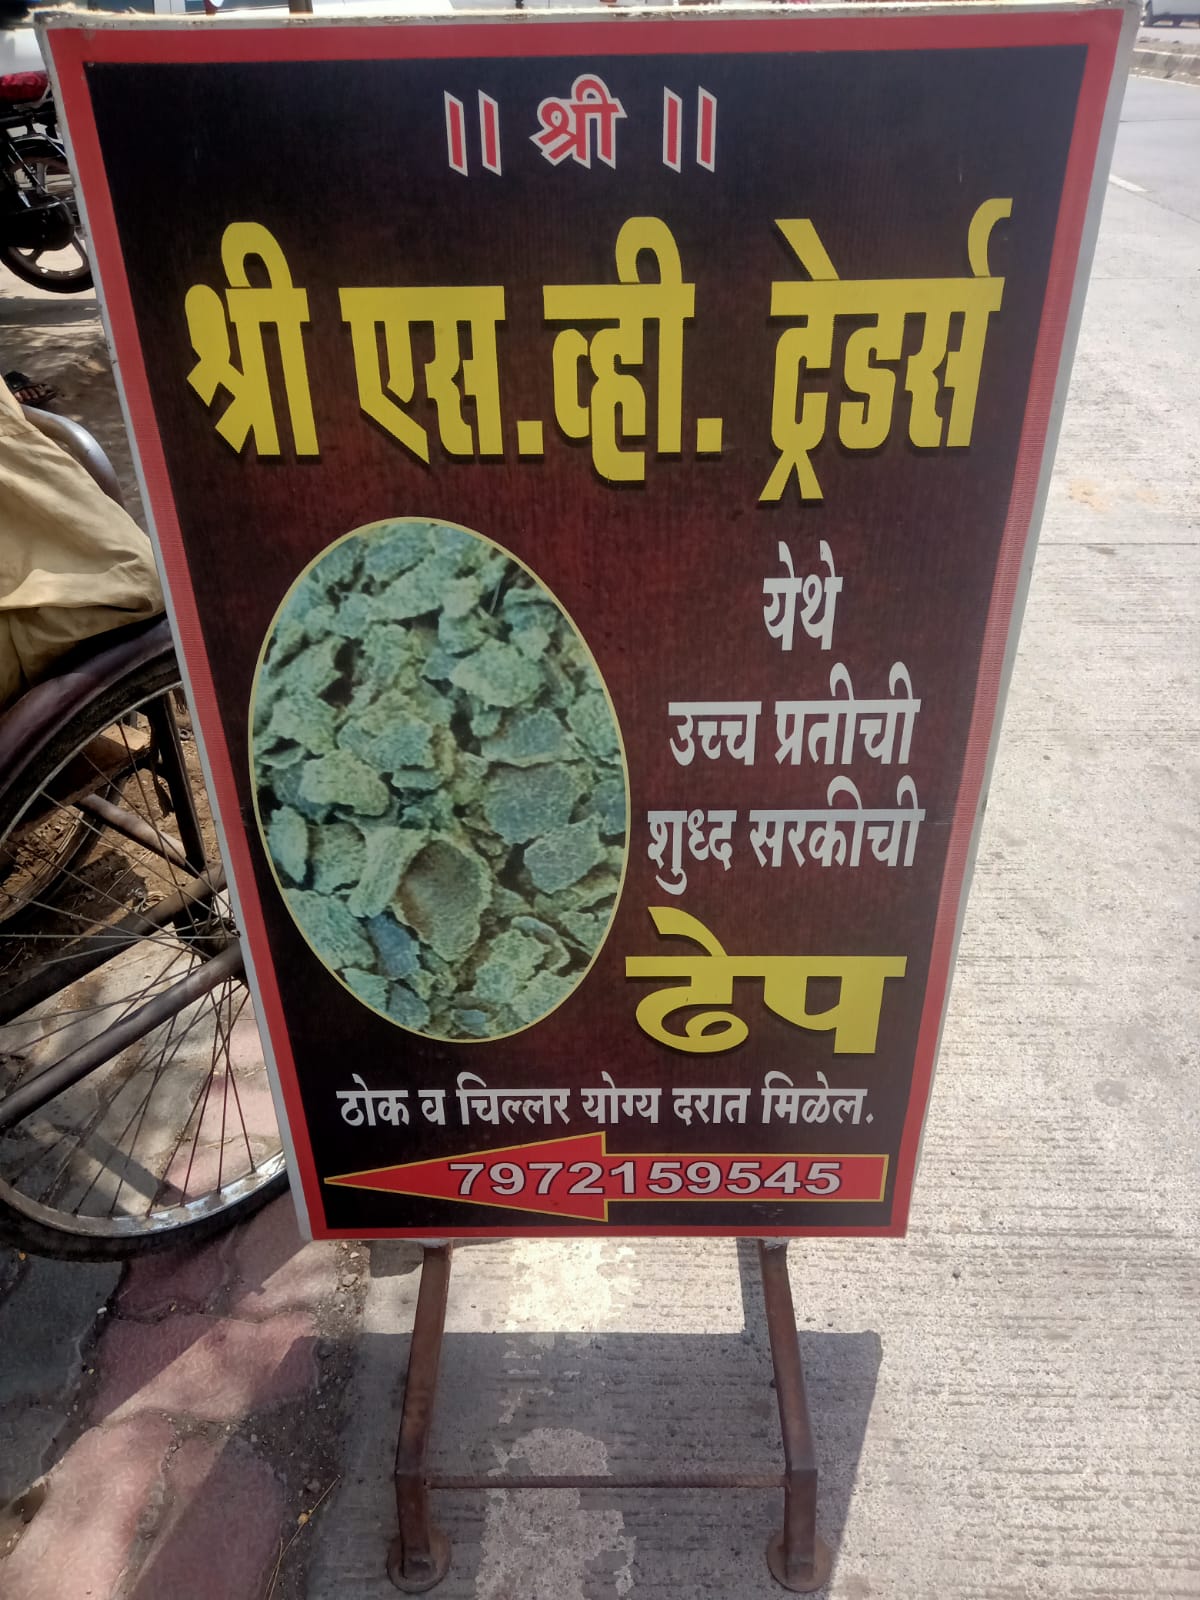 ।। श्री ।।
श्री एस.व्ही. ट्रेडर्स
येथे
उच्च प्रतीची
शुध्द सरकीची
ढेप
ठोक व चिल्लर योग्य दरात मिळेल.
7972159545